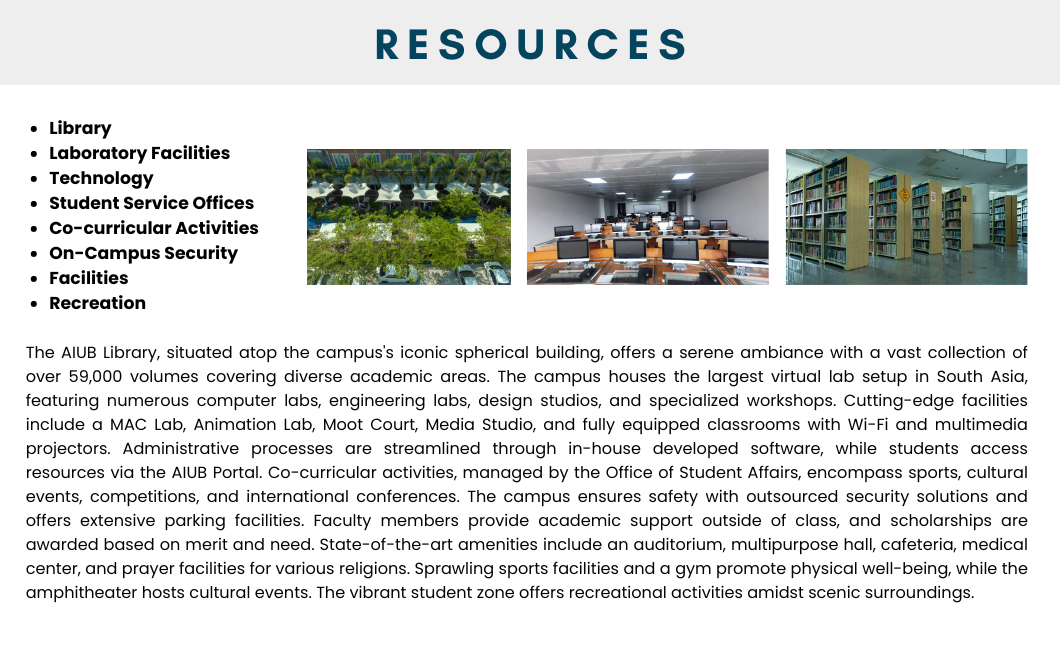 RESOURCES
Library
Laboratory Facilities
Technology
Student Service Offices
Co-curricular Activities
On-Campus Security
Facilities
Recreation
The AIUB Library, situated atop the campus's iconic spherical building, offers a serene ambiance with a vast collection of
over 59,000 volumes covering diverse academic areas. The campus houses the largest virtual lab setup in South Asia,
featuring numerous computer labs, engineering labs, design studios, and specialized workshops. Cutting-edge facilities
include a MAC Lab, Animation Lab, Moot Court, Media Studio, and fully equipped classrooms with Wi-Fi and multimedia
projectors. Administrative processes are streamlined through in-house developed software, while students access
resources via the AIUB Portal. Co-curricular activities, managed by the Office of Student Affairs, encompass sports, cultural
events, competitions, and international conferences. The campus ensures safety with outsourced security solutions and
offers extensive parking facilities. Faculty members provide academic support outside of class, and scholarships are
awarded based on merit and need. State-of-the-art amenities include an auditorium, multipurpose hall, cafeteria, medical
center, and prayer facilities for various religions. Sprawling sports facilities and a gym promote physical well-being, while the
amphitheater hosts cultural events. The vibrant student zone offers recreational activities amidst scenic surroundings.